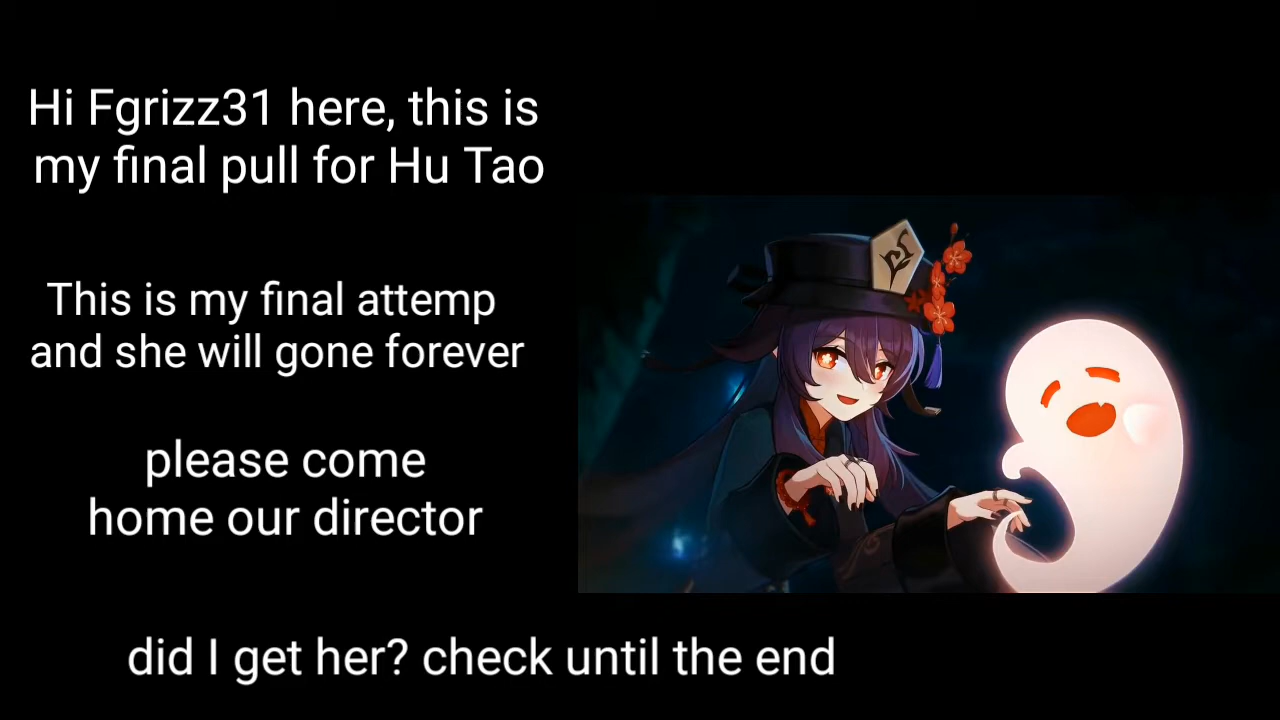 Hi Fgrizz31 here, this is
my final pull for Hu Tao
This is my final attemp
and she will gone forever
please come
home our director
did I get her? check until the end